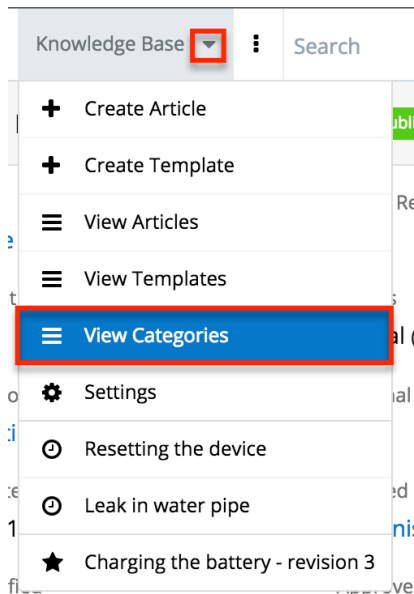 Knowledge Base
Search
Create Article
Create Template
View Articles
View Templates
View Categories
Settings
Resetting the device
Leak in water pipe
Charging the battery - revision 3